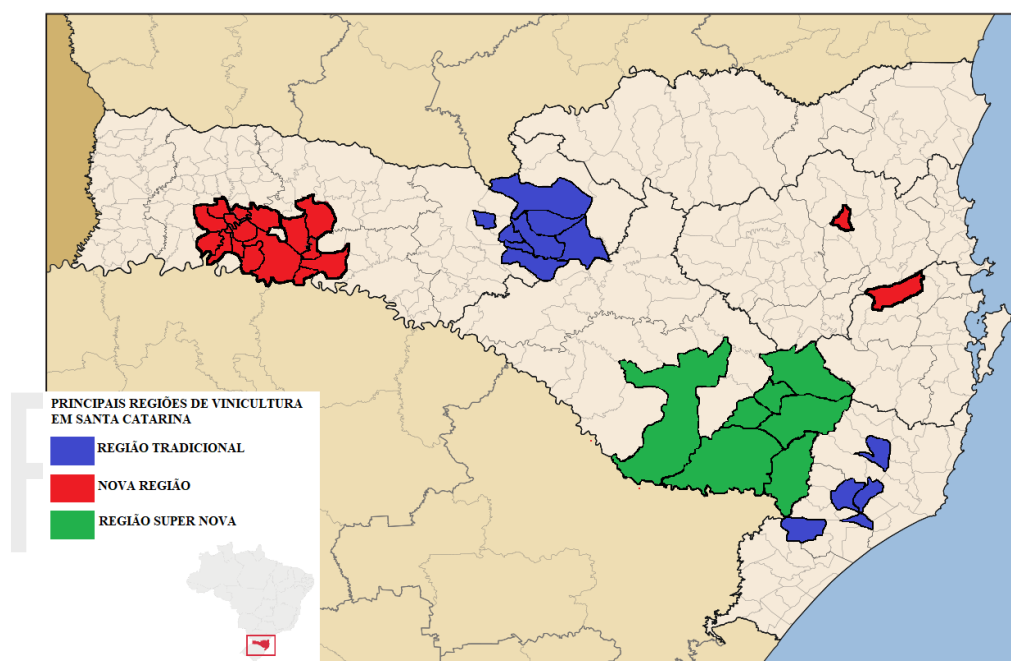 PRINCIPAIS REGIÕES DE VINICULTURA
EM SANTA CATARINA
REGIÃO TRADICIONAL
NOVA REGIÃO
REGIÃO SUPER NOVA